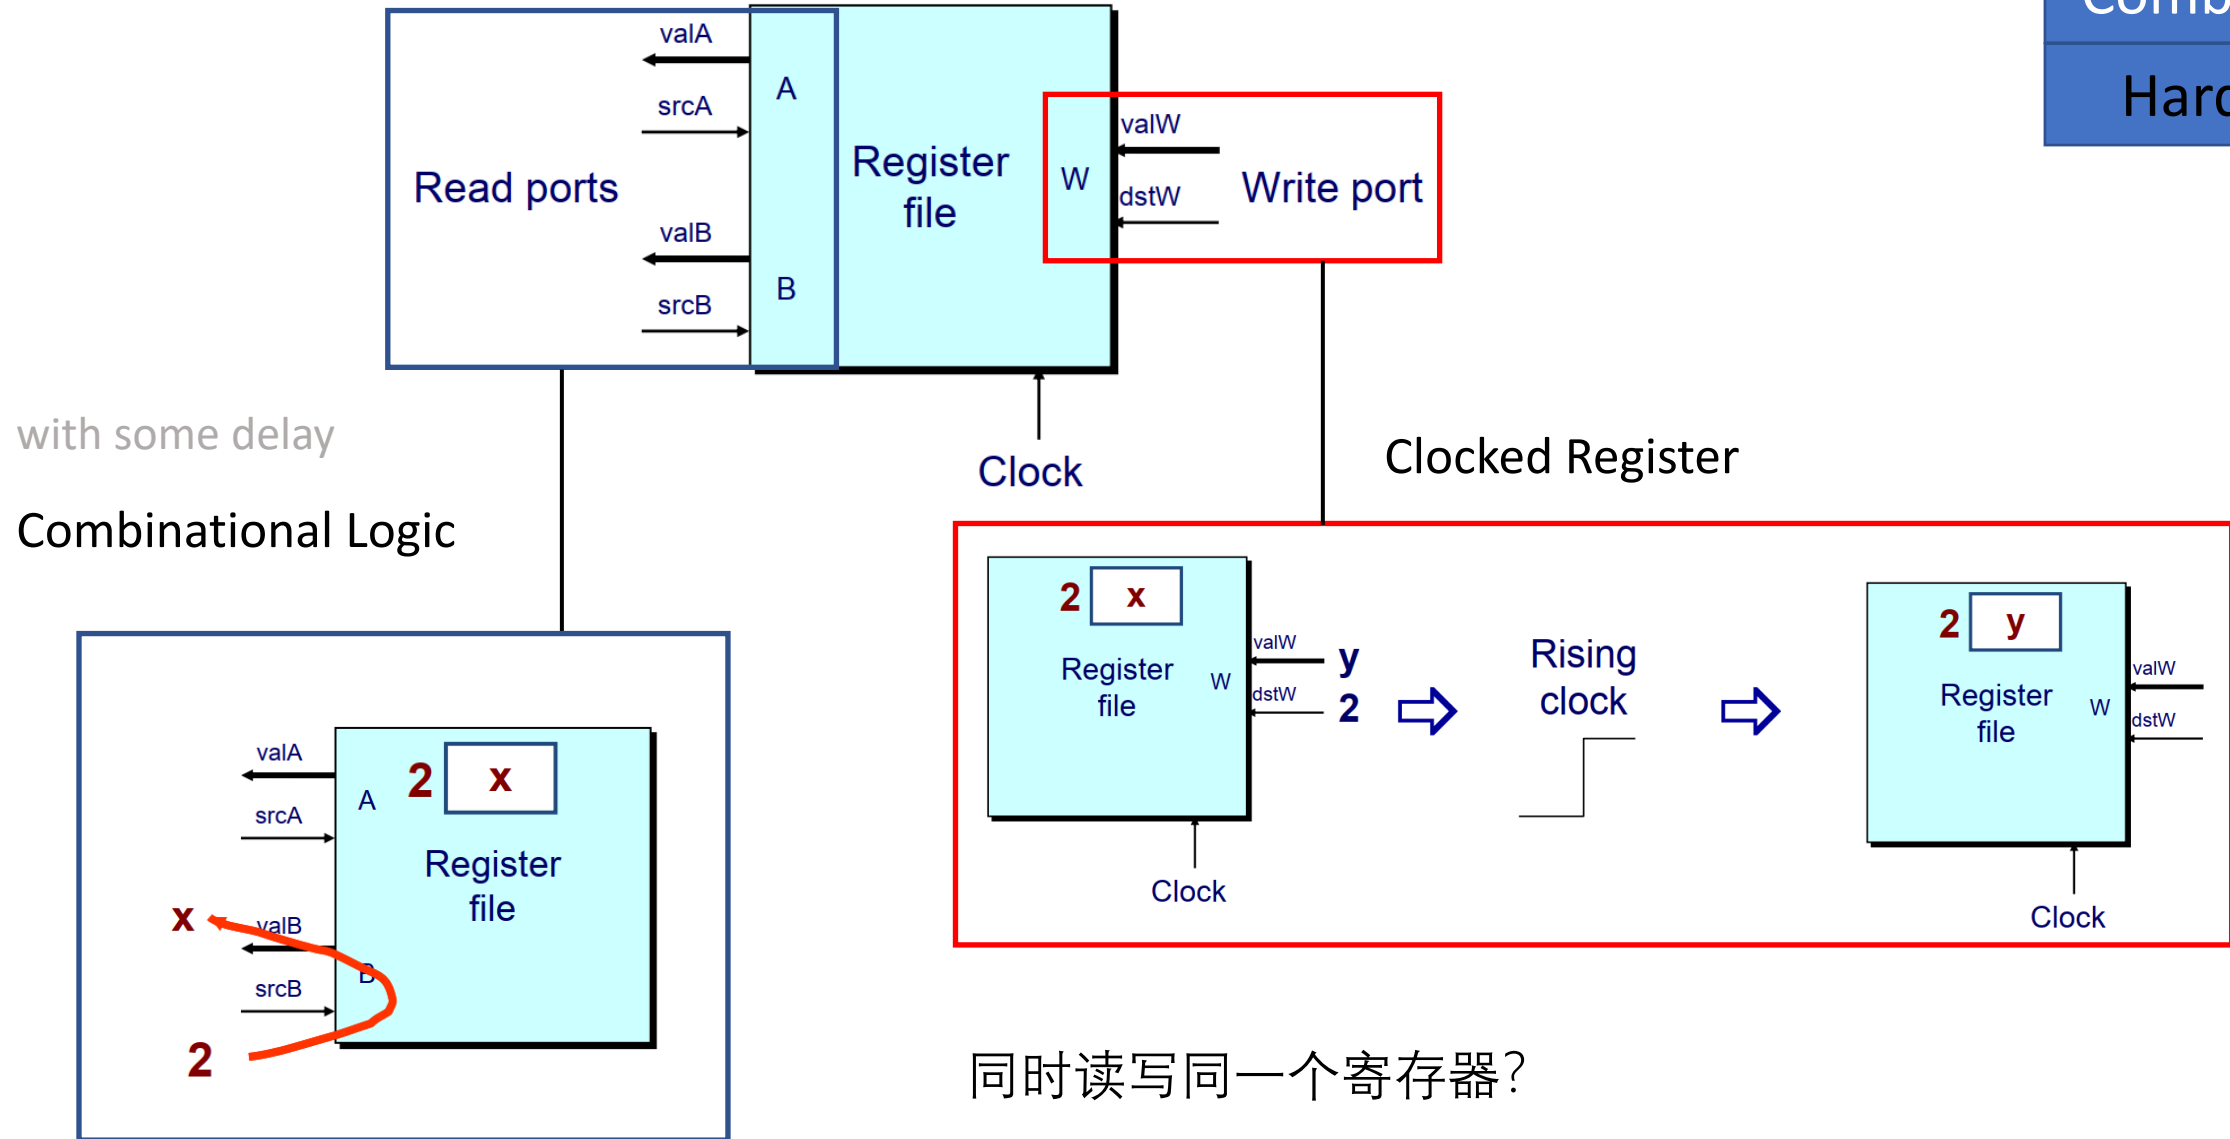 valA
A
srcA
Read ports
valB
B
srcB
Register
file
W
valW
dstW
Write port
Clock
with some delay
Combinational Logic
Clocked Register
valA
A
srcA
2
x
Register
file
x
valB
B
srcB
2
2
x
Register
file
W
valW
y
dstW
2
Clock
Rising
clock
2
y
Register
file
W
valW
dstW
Clock
同时读写同一个寄存器?